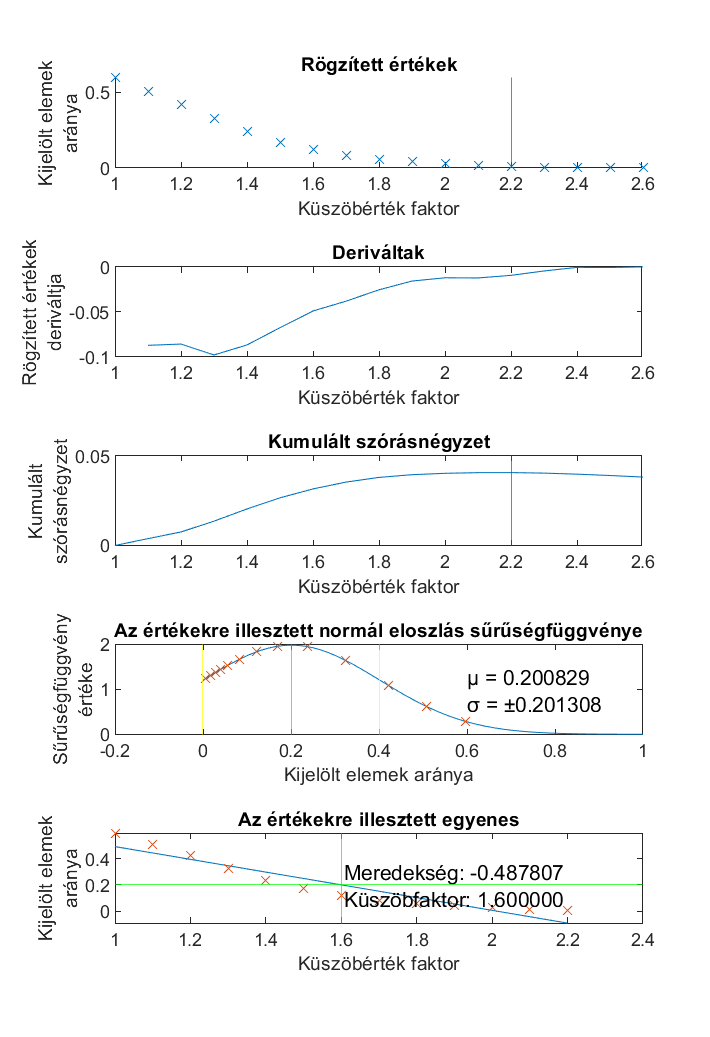 Rögzített értékek
Kijelölt elemek
aránya
0.5
0
1 1.2 1.4 1.6 1.8 2 2.2 2.4 2.6
Küszöbérték faktor
Deriváltak
Rögzített értékek
deriváltja
0
-0.05
-0.1
1 1.2 1.4 1.6 1.8 2 2.2 2.4 2.6
Küszöbérték faktor
Kumulált szórásnégyzet
Kumulált
szórásnégyzet
0.05
0
1 1.2 1.4 1.6 1.8 2 2.2 2.4 2.6
Küszöbérték faktor
Az értékekre illesztett normál eloszlás sűrűségfüggvénye
Sűrűségfüggvény
értéke
2
1
0
μ = 0.200829
σ = ±0.201308
-0.2 0 0.2 0.4 0.6 0.8 1
Kijelölt elemek aránya
Az értékekre illesztett egyenes
Kijelölt elemek
aránya
0.4
0.2
0
Meredekség: -0.487807
Küszöbfaktor: 1.600000
1 1.2 1.4 1.6 1.8 2 2.2 2.4
Küszöbérték faktor